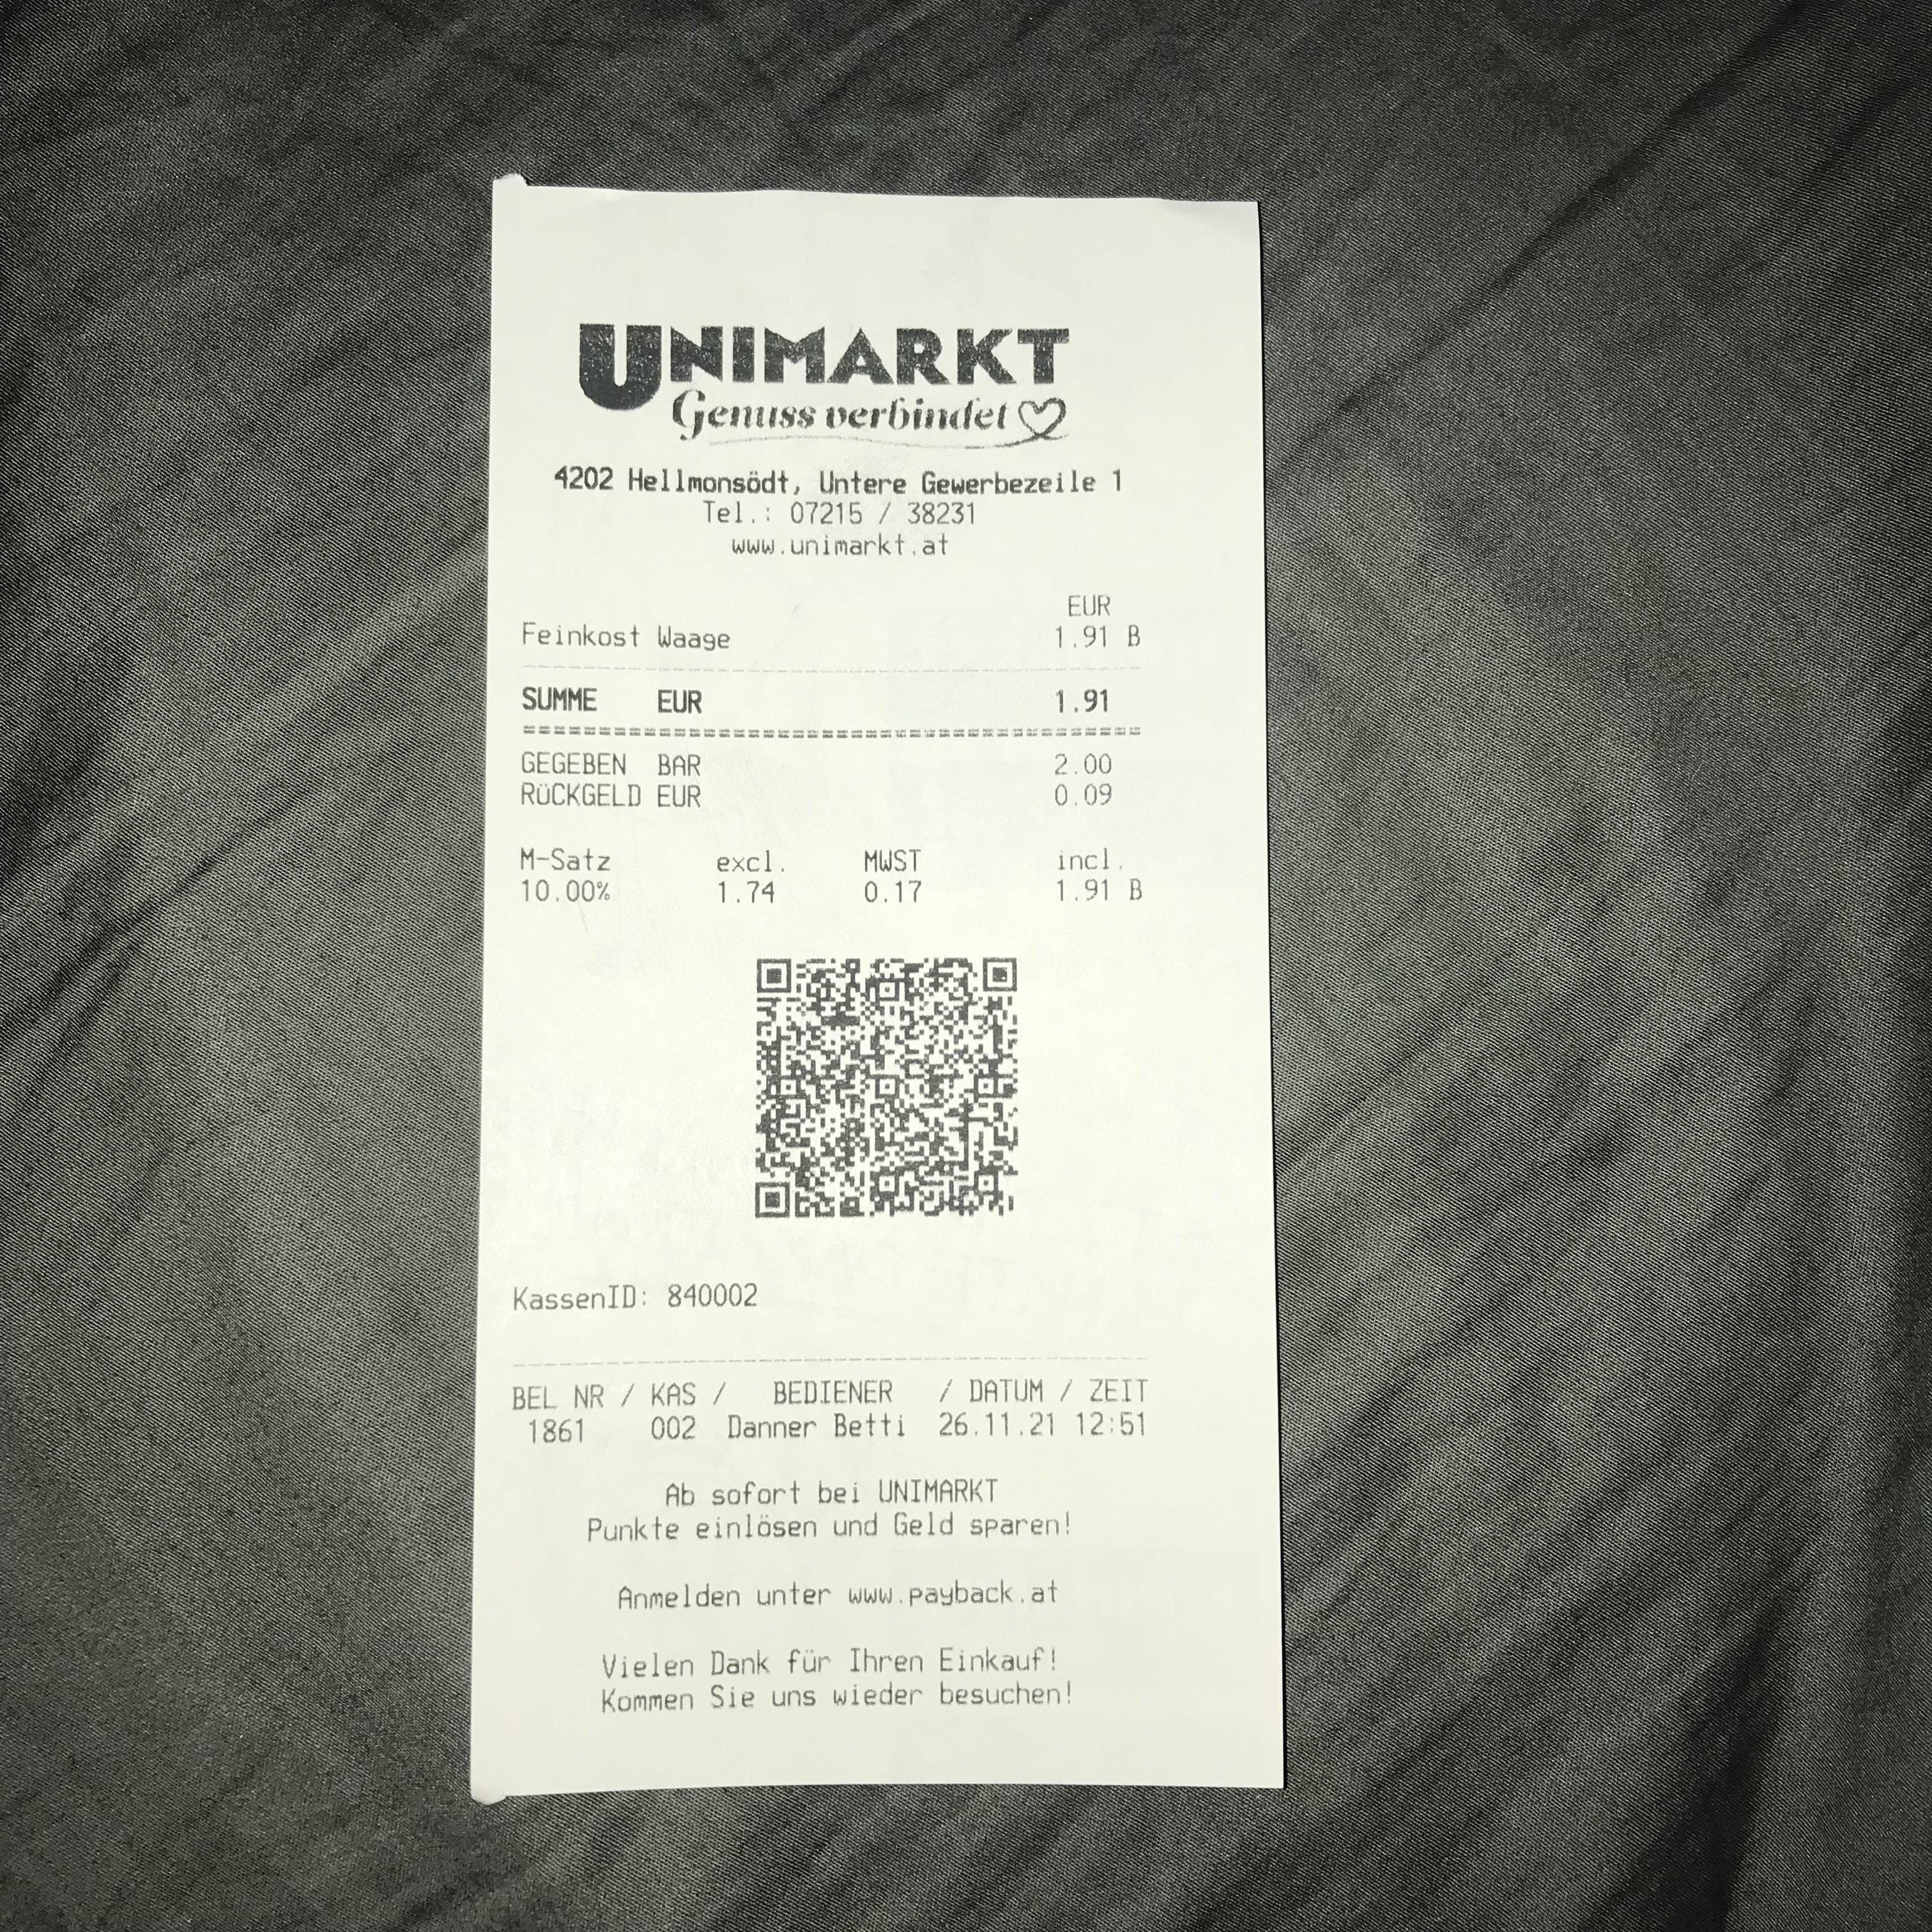 UNIMARKT
Genuss verbindet
4202 Hellmonsödt, Untere Gewerbezeile 1
Tel.: 07215 / 38231
www.unimarkt.at
EUR
Feinkost Waage 1.91 B
SUMME EUR 1.91
GEGEBEN BAR 2.00
RÜCKGELD EUR 0.09
M-Satz excl. MWST incl.
10.00% 1.74 0.17 1.91 B
KassenID: 840002
BEL NR / KAS / BEDIENER / DATUM / ZEIT
1861 002 Danner Betti 26.11.21 12:51
Ab sofort bei UNIMARKT
Punkte einlösen und Geld sparen!
Anmelden unter www.payback.at
Vielen Dank für Ihren Einkauf!
Kommen Sie uns wieder besuchen!